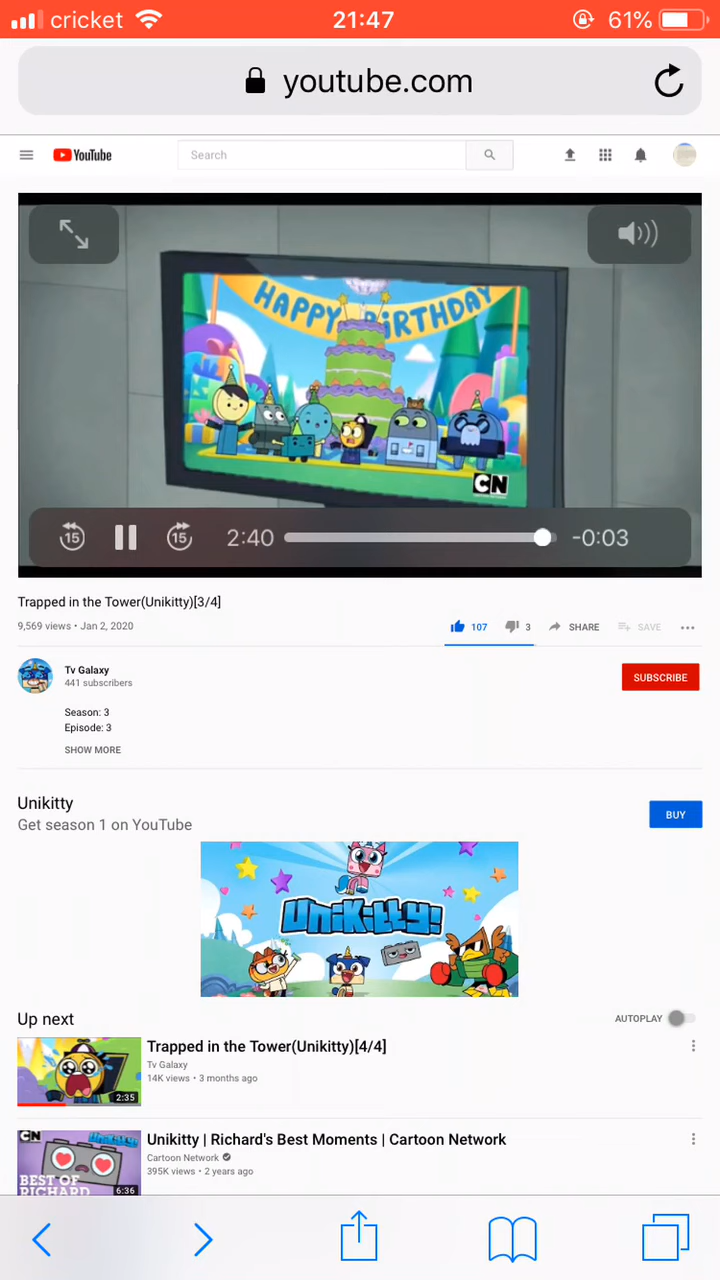 cricket 21:47 61%
youtube.com
YouTube Search
HAPPY BIRTHDAY
CN
15 15 2:40 -0:03
Trapped in the Tower(Unikitty)[3/4]
9,569 views • Jan 2, 2020 107 3 SHARE SAVE
Tv Galaxy
441 subscribers
SUBSCRIBE
Season: 3
Episode: 3
SHOW MORE
Unikitty
Get season 1 on YouTube
BUY
UNiKiTTY!
Up next AUTOPLAY
Trapped in the Tower(Unikitty)[4/4]
Tv Galaxy
14K views • 3 months ago
2:35
Unikitty | Richard's Best Moments | Cartoon Network
Cartoon Network
395K views • 2 years ago
CN UNiKiTTY!
BEST OF
RICHARD
6:36